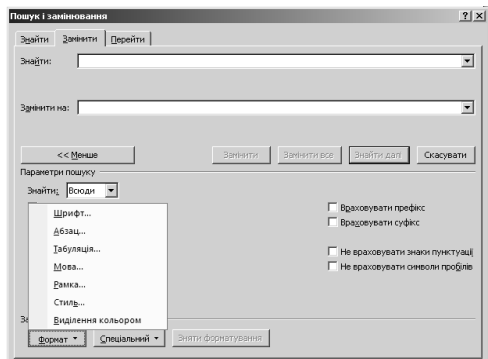 Пошук і замінювання
Знайти Замінити Перейти
Знайти:
Замінити на:
<< Менше Замінити Замінити все Знайти далі Скасувати
Параметри пошуку
Знайти: Всюди
Враховувати префікс
Шрифт...
Враховувати суфікс
Абзац...
Табуляція...
Не враховувати знаки пунктуаці
Мова...
Не враховувати символи пробілів
Рамка...
Стиль...
Виділення кольором
За
Формат Спеціальний Зняти форматування